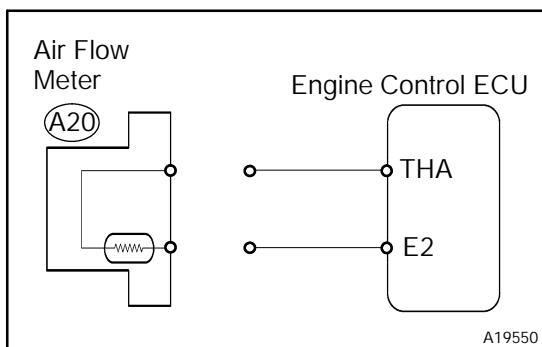 Air Flow
Meter
A20
Engine Control ECU
THA
E2
A19550